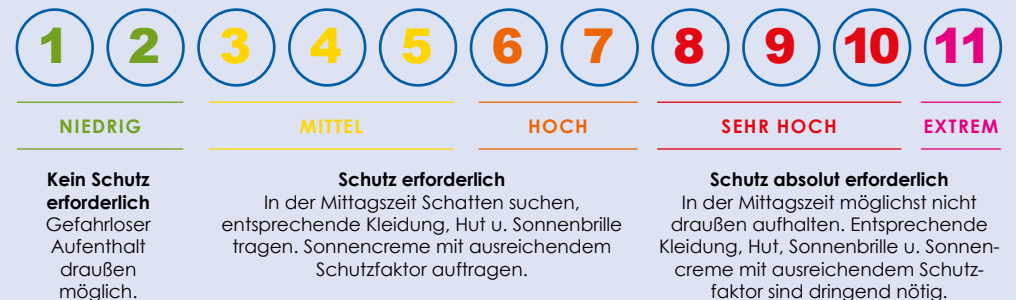 1 2 3 4 5 6 7 8 9 10 11
NIEDRIG MITTEL HOCH SEHR HOCH EXTREM
Kein Schutz
erforderlich
Gefahrloser
Aufenthalt
draußen
möglich.
Schutz erforderlich
In der Mittagszeit Schatten suchen,
entsprechende Kleidung, Hut u. Sonnenbrille
tragen. Sonnencreme mit ausreichendem
Schutzfaktor auftragen.
Schutz absolut erforderlich
In der Mittagszeit möglichst nicht
draußen aufhalten. Entsprechende
Kleidung, Hut, Sonnenbrille u. Sonnen-
creme mit ausreichendem Schutz-
faktor sind dringend nötig.